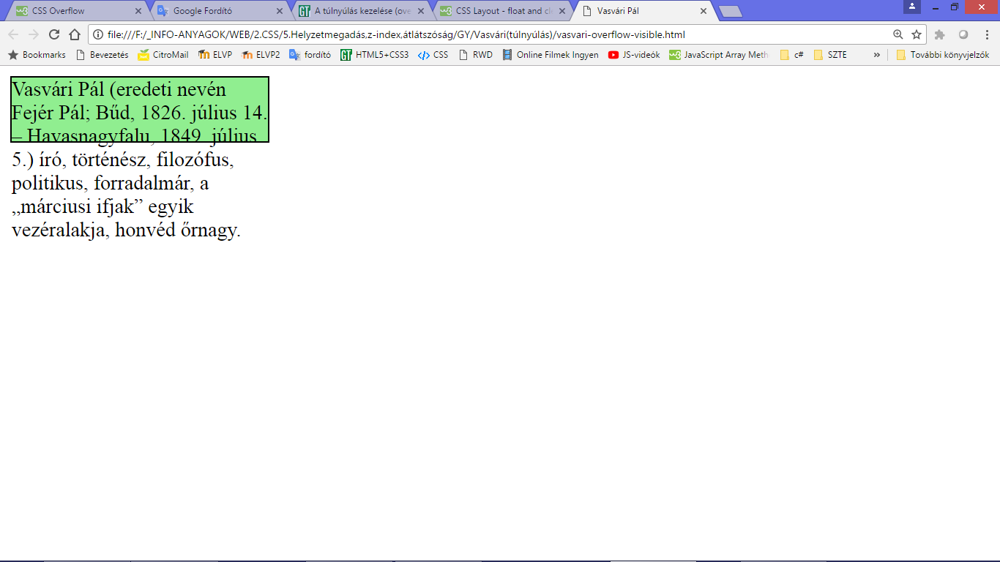 CSS Overflow
Google Fordító
A túlnyúlás kezelése (ove
CSS Layout - float and cl
Vasvári Pál
file:///F:/_INFO-ANYAGOK/WEB/2.CSS/5.Helyzetmegadás,z-index,átlátszóság/GY/Vasvári(túlnyúlás)/vasvari-overflow-visible.html
Bookmarks Bevezetés CitroMail ELVP ELVP2 fordító HTML5+CSS3 CSS RWD Online Filmek Ingyen JS-videók JavaScript Array Meth c# SZTE » További könyvjelzők
Vasvári Pál (eredeti nevén
Fejér Pál; Bűd, 1826. július 14.
– Havasnagyfalu, 1849. július
5.) író, történész, filozófus,
politikus, forradalmár, a
„márciusi ifjak” egyik
vezéralakja, honvéd őrnagy.